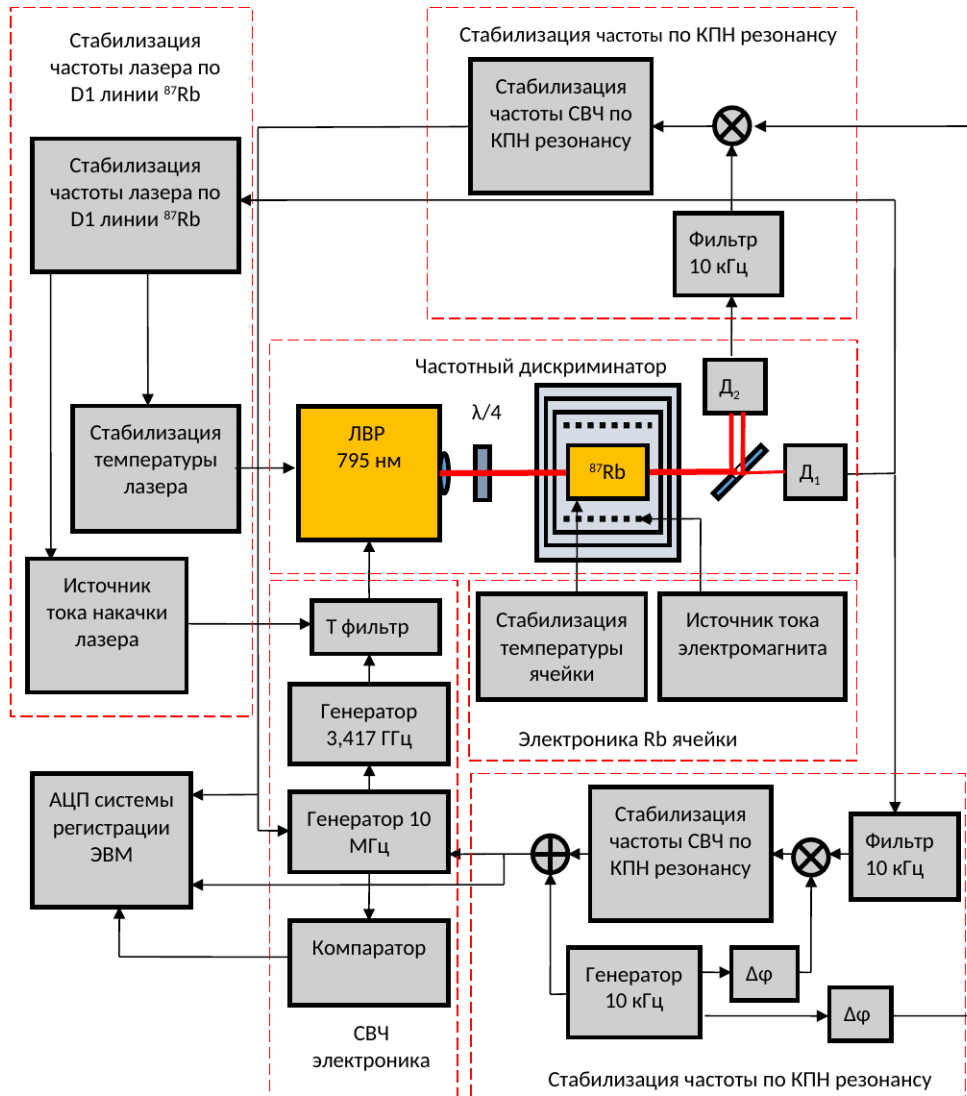 Стабилизация
частоты лазера по
D1 линии ⁸⁷Rb
Стабилизация частоты по КПН резонансу
Стабилизация
частоты СВЧ по
КПН резонансу
Стабилизация
частоты лазера по
D1 линии ⁸⁷Rb
Фильтр
10 кГц
Частотный дискриминатор
Д₂
λ/4
Стабилизация
температуры
лазера
ЛВР
795 нм
⁸⁷Rb
Д₁
Источник
тока накачки
лазера
Т фильтр
Стабилизация
температуры
ячейки
Источник тока
электромагнита
Генератор
3,417 ГГц
Электроника Rb ячейки
АЦП системы
регистрации
ЭВМ
Генератор 10
МГц
Стабилизация
частоты СВЧ по
КПН резонансу
Фильтр
10 кГц
Компаратор
Генератор
10 кГц
Δφ
Δφ
СВЧ
электроника
Стабилизация частоты по КПН резонансу